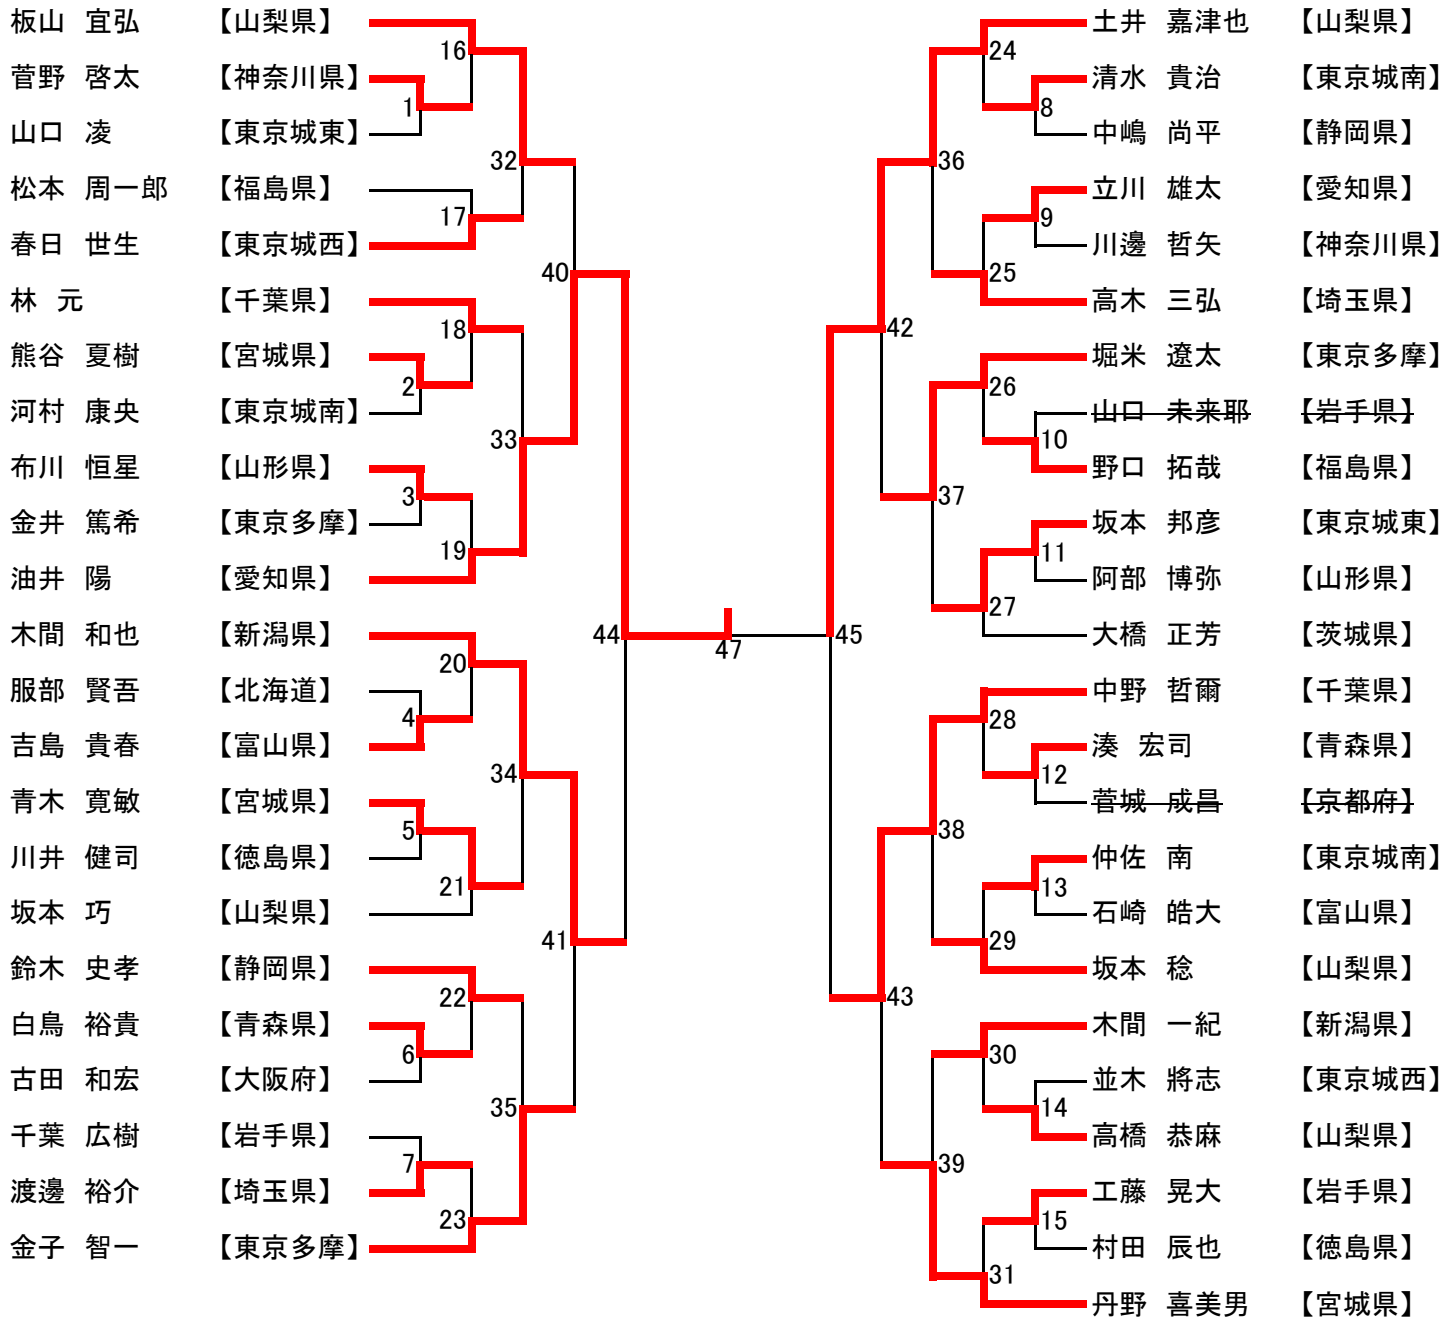 板山 宜弘 【山梨県】
16
菅野 啓太 【神奈川県】
1
山口 凌 【東京城東】
32
松本 周一郎 【福島県】
17
春日 世生 【東京城西】
40
林 元 【千葉県】
18
熊谷 夏樹 【宮城県】
2
河村 康央 【東京城南】
33
布川 恒星 【山形県】
3
金井 篤希 【東京多摩】
19
油井 陽 【愛知県】
木間 和也 【新潟県】
44
20
服部 賢吾 【北海道】
4
吉島 貴春 【富山県】
34
青木 寛敏 【宮城県】
5
川井 健司 【徳島県】
21
坂本 巧 【山梨県】
41
鈴木 史孝 【静岡県】
22
白鳥 裕貴 【青森県】
6
古田 和宏 【大阪府】
35
千葉 広樹 【岩手県】
7
渡邊 裕介 【埼玉県】
23
金子 智一 【東京多摩】
47
土井 嘉津也 【山梨県】
24
清水 貴治 【東京城南】
8
中嶋 尚平 【静岡県】
36
立川 雄太 【愛知県】
9
川邊 哲矢 【神奈川県】
25
高木 三弘 【埼玉県】
42
堀米 遼太 【東京多摩】
26
山口 未来耶 【岩手県】
10
野口 拓哉 【福島県】
37
坂本 邦彦 【東京城東】
11
阿部 博弥 【山形県】
27
大橋 正芳 【茨城県】
45
中野 哲爾 【千葉県】
28
湊 宏司 【青森県】
12
菅城 成昌 【京都府】
38
仲佐 南 【東京城南】
13
石崎 皓大 【富山県】
29
坂本 稔 【山梨県】
43
木間 一紀 【新潟県】
30
並木 將志 【東京城西】
14
高橋 恭麻 【山梨県】
39
工藤 晃大 【岩手県】
15
村田 辰也 【徳島県】
31
丹野 喜美男 【宮城県】